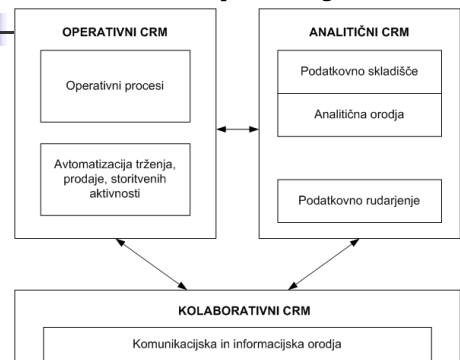 OPERATIVNI CRM
Operativni procesi
Avtomatizacija trženja,
prodaje, storitvenih
aktivnosti
ANALITIČNI CRM
Podatkovno skladišče
Analitična orodja
Podatkovno rudarjenje
KOLABORATIVNI CRM
Komunikacijska in informacijska orodja